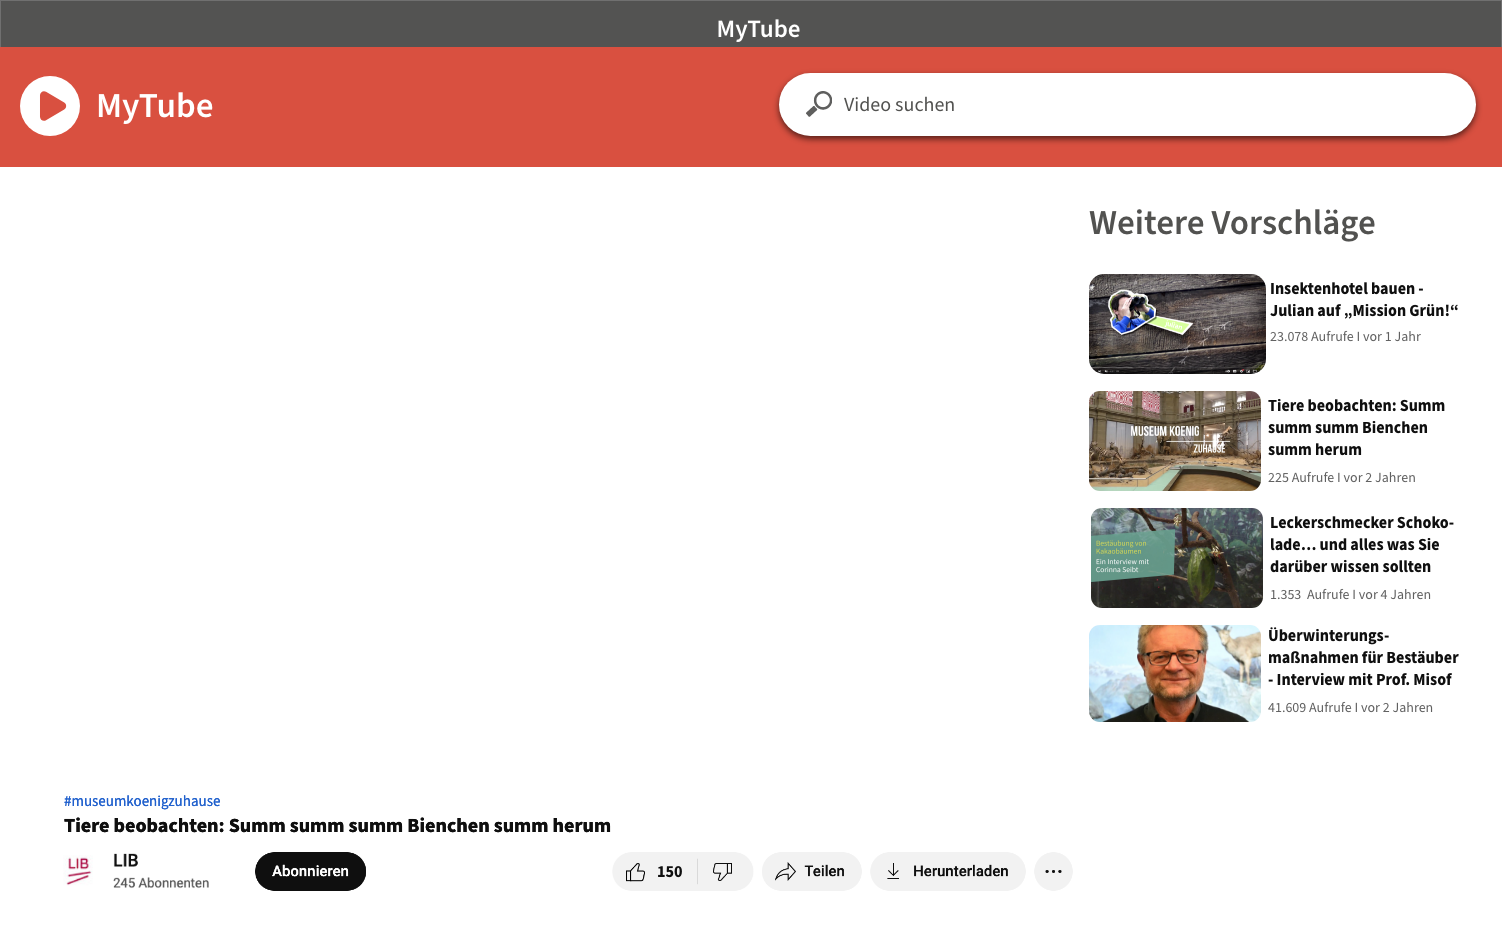 MyTube
MyTube
Video suchen
Weitere Vorschläge
Insektenhotel bauen -
Julian auf „Mission Grün!“
23.078 Aufrufe I vor 1 Jahr
MUSEUM KOENIG
ZUHAUSE
Tiere beobachten: Summ
summ summ Bienchen
summ herum
225 Aufrufe I vor 2 Jahren
Bestäubung von
Kakaobäumen
Ein Interview mit
Corinna Seibt
Leckerschmecker Schoko-
lade... und alles was Sie
darüber wissen sollten
1.353 Aufrufe I vor 4 Jahren
Überwinterungs-
maßnahmen für Bestäuber
- Interview mit Prof. Misof
41.609 Aufrufe I vor 2 Jahren
#museumkoenigzuhause
Tiere beobachten: Summ summ summ Bienchen summ herum
LIB
LIB
245 Abonnenten
Abonnieren
150
Teilen
Herunterladen